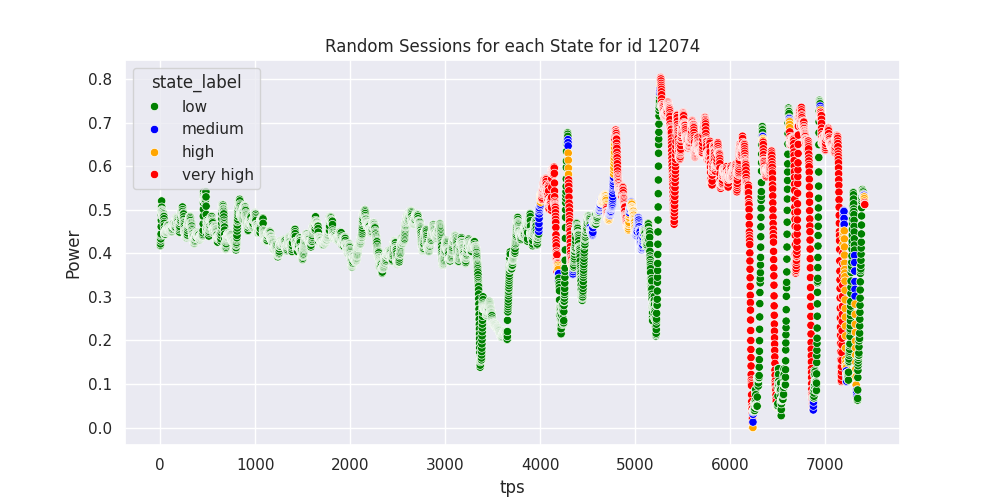 Random Sessions for each State for id 12074
state_label
low
medium
high
very high
Power
0.8
0.7
0.6
0.5
0.4
0.3
0.2
0.1
0.0
0 1000 2000 3000 4000 5000 6000 7000
tps